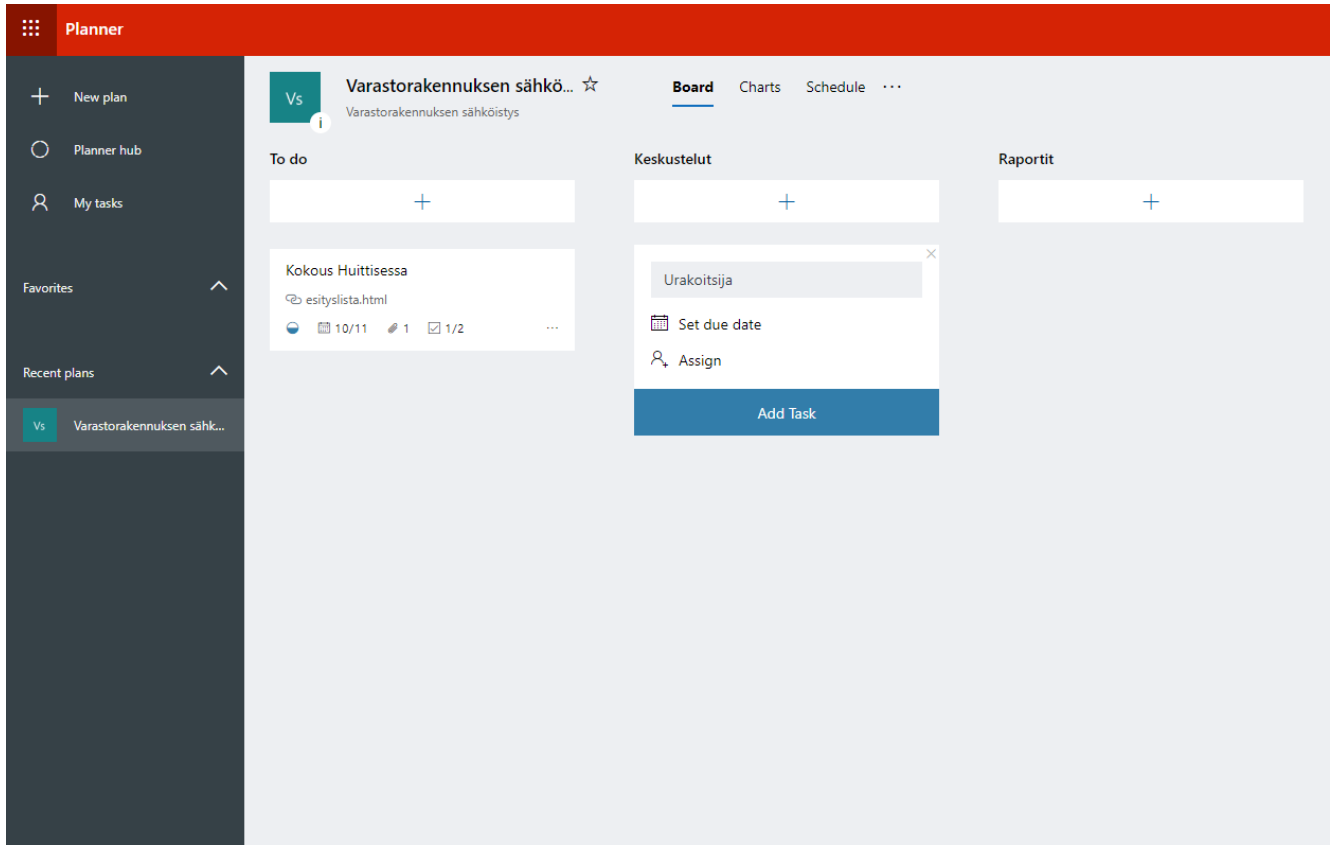 Planner
New plan
Planner hub
My tasks
Favorites
Recent plans
Vs Varastorakennuksen sähk...
Vs
i
Varastorakennuksen sähkö...
Varastorakennuksen sähköistys
Board Charts Schedule ...
To do
Kokous Huittisessa
esityslista.html
10/11 1 1/2 ...
Keskustelut
Urakoitsija
Set due date
Assign
Add Task
Raportit